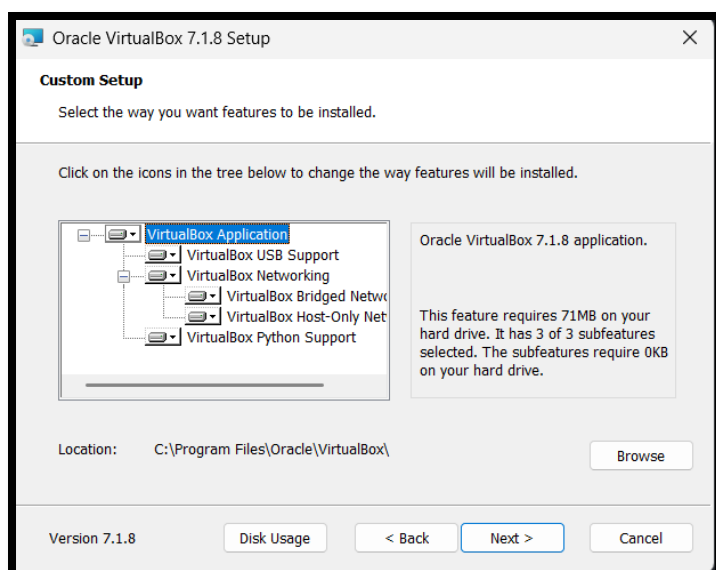 Oracle VirtualBox 7.1.8 Setup
Custom Setup
Select the way you want features to be installed.
Click on the icons in the tree below to change the way features will be installed.
VirtualBox Application
VirtualBox USB Support
VirtualBox Networking
VirtualBox Bridged Netwo
VirtualBox Host-Only Net
VirtualBox Python Support
Oracle VirtualBox 7.1.8 application.
This feature requires 71MB on your
hard drive. It has 3 of 3 subfeatures
selected. The subfeatures require 0KB
on your hard drive.
Location: C:\Program Files\Oracle\VirtualBox\
Browse
Version 7.1.8
Disk Usage
< Back
Next >
Cancel